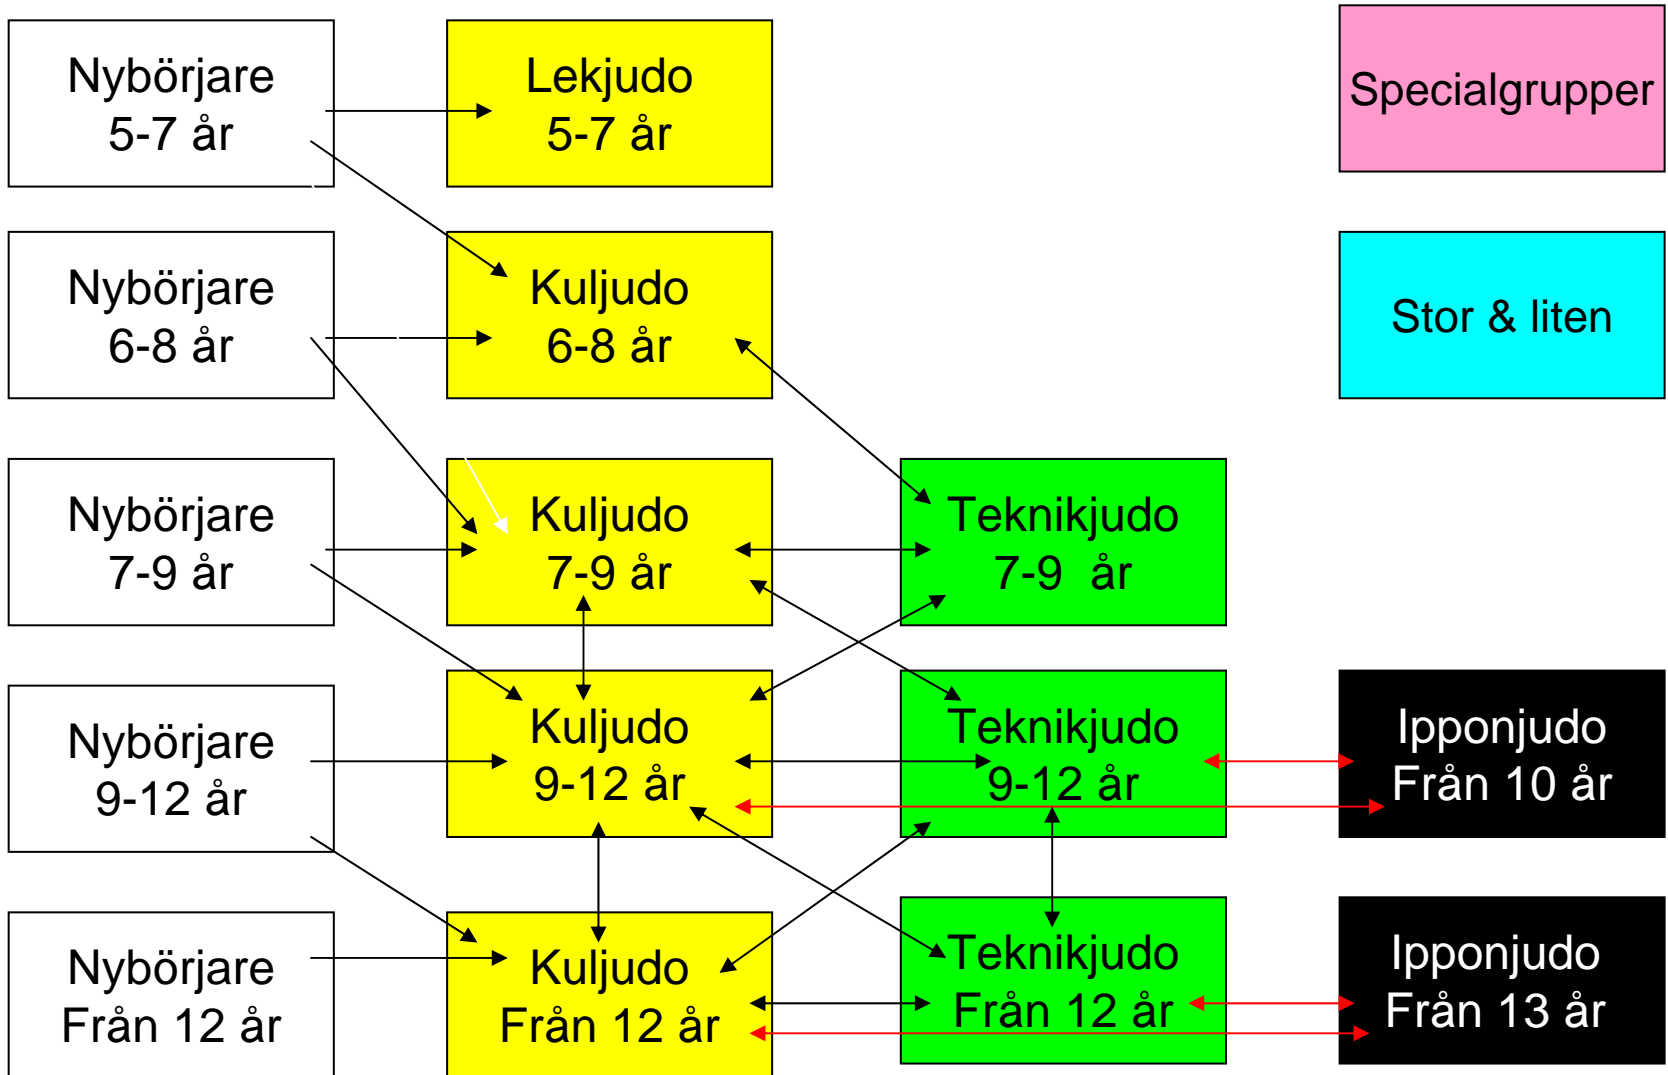 Nybörjare
5-7 år
Lekjudo
5-7 år
Specialgrupper
Nybörjare
6-8 år
Kuljudo
6-8 år
Stor & liten
Nybörjare
7-9 år
Kuljudo
7-9 år
Teknikjudo
7-9 år
Nybörjare
9-12 år
Kuljudo
9-12 år
Teknikjudo
9-12 år
Ipponjudo
Från 10 år
Nybörjare
Från 12 år
Kuljudo
Från 12 år
Teknikjudo
Från 12 år
Ipponjudo
Från 13 år